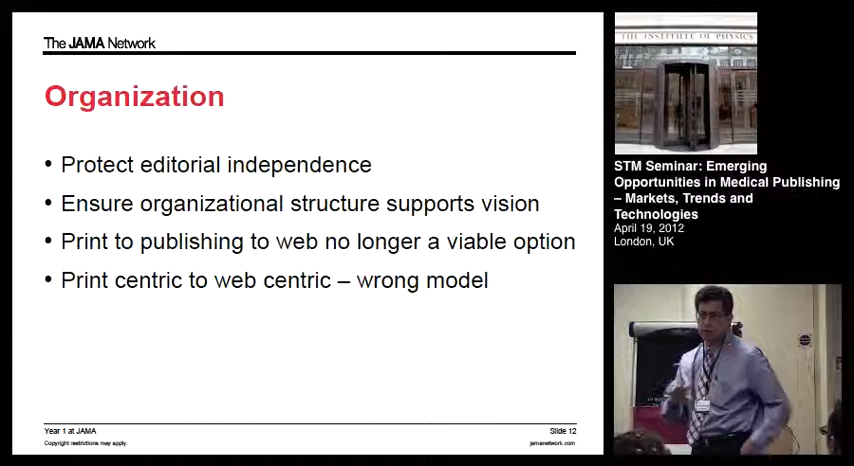 The JAMA Network
Organization
• Protect editorial independence
• Ensure organizational structure supports vision
• Print to publishing to web no longer a viable option
• Print centric to web centric – wrong model
Year 1 at JAMA
Slide 12
Copyright restrictions may apply.
jamanetwork.com
THE INSTITUTE OF PHYSICS
STM Seminar: Emerging
Opportunities in Medical Publishing
– Markets, Trends and
Technologies
April 19, 2012
London, UK